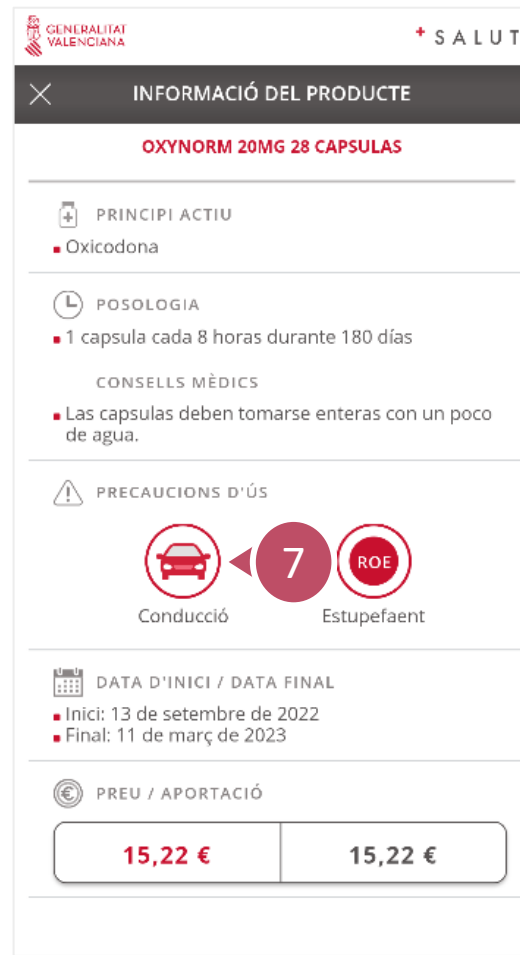 GENERALITAT
VALENCIANA
+ SALUT
INFORMACIÓ DEL PRODUCTE
OXYNORM 20MG 28 CAPSULAS
PRINCIPI ACTIU
Oxicodona
POSOLOGIA
1 capsula cada 8 horas durante 180 días
CONSELLS MÈDICS
Las capsulas deben tomarse enteras con un poco
de agua.
PRECAUCIONS D'ÚS
7
ROE
Conducció
Estupefaent
DATA D'INICI / DATA FINAL
Inici: 13 de setembre de 2022
Final: 11 de març de 2023
PREU / APORTACIÓ
15,22 €
15,22 €